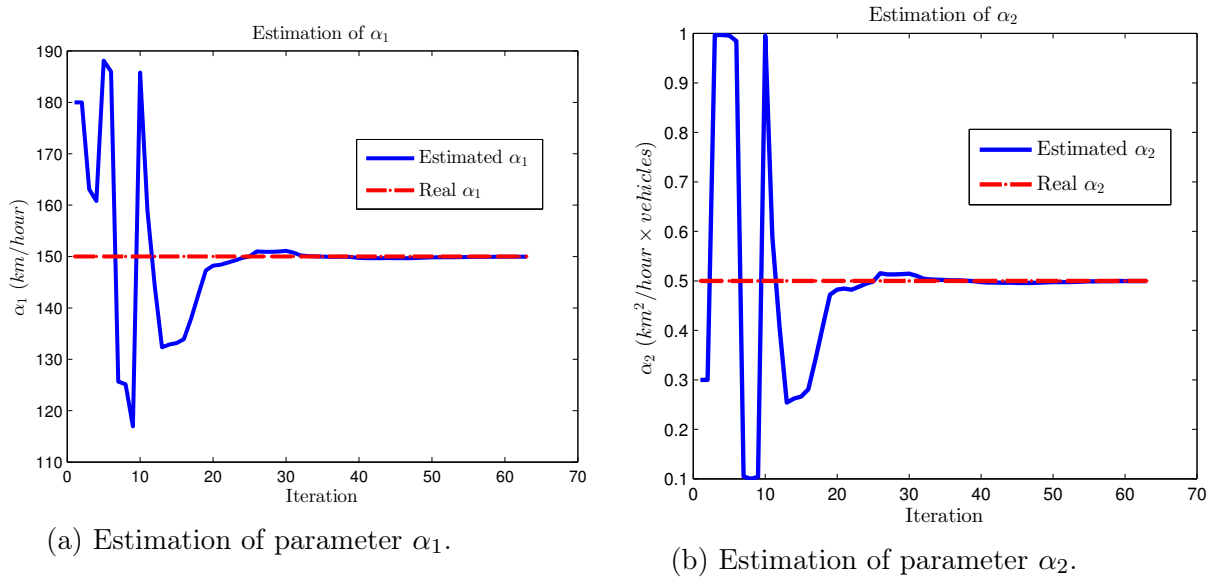 Estimation of α₁
190
180
170
160
150
140
130
120
110
α₁ (km/hour)
Estimated α₁
Real α₁
0 10 20 30 40 50 60 70
Iteration
(a) Estimation of parameter α₁.
Estimation of α₂
1
0.9
0.8
0.7
0.6
0.5
0.4
0.3
0.2
0.1
α₂ (km²/hour × vehicles)
Estimated α₂
Real α₂
0 10 20 30 40 50 60 70
Iteration
(b) Estimation of parameter α₂.